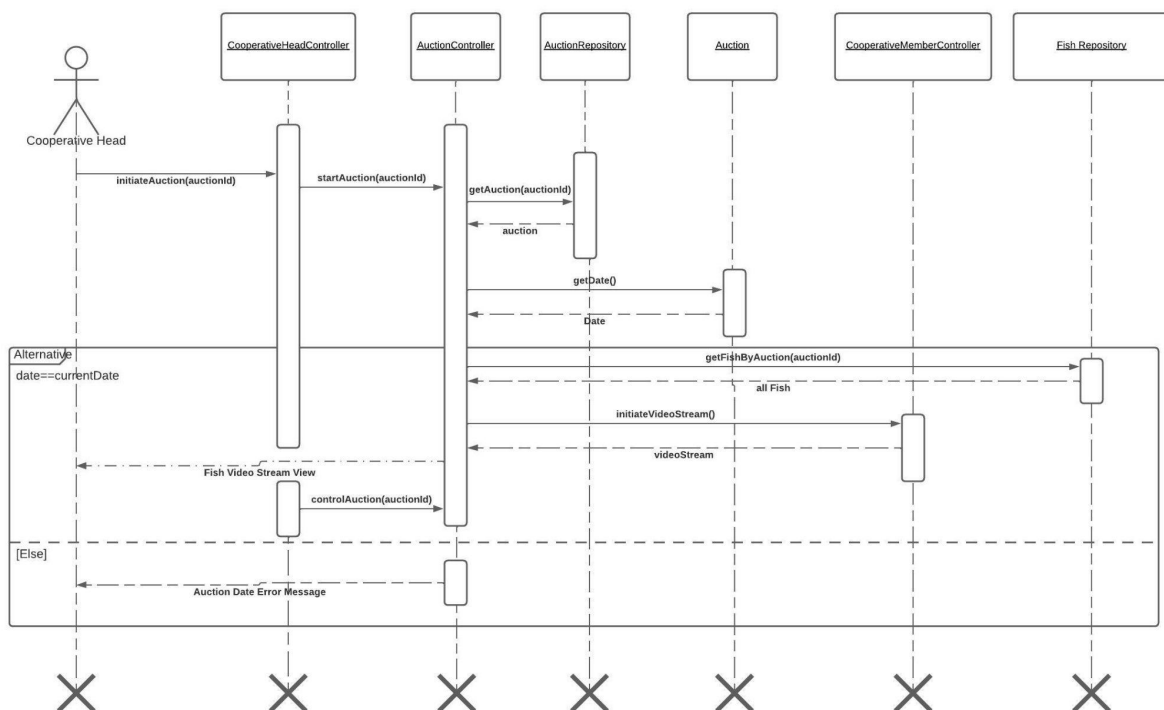 CooperativeHeadController
AuctionController
AuctionRepository
Auction
CooperativeMemberController
Fish Repository
Cooperative Head
initiateAuction(auctionId)
startAuction(auctionId)
getAuction(auctionId)
auction
getDate()
Date
Alternative
date==currentDate
getFishByAuction(auctionId)
all Fish
initiateVideoStream()
videoStream
Fish Video Stream View
controlAuction(auctionId)
[Else]
Auction Date Error Message